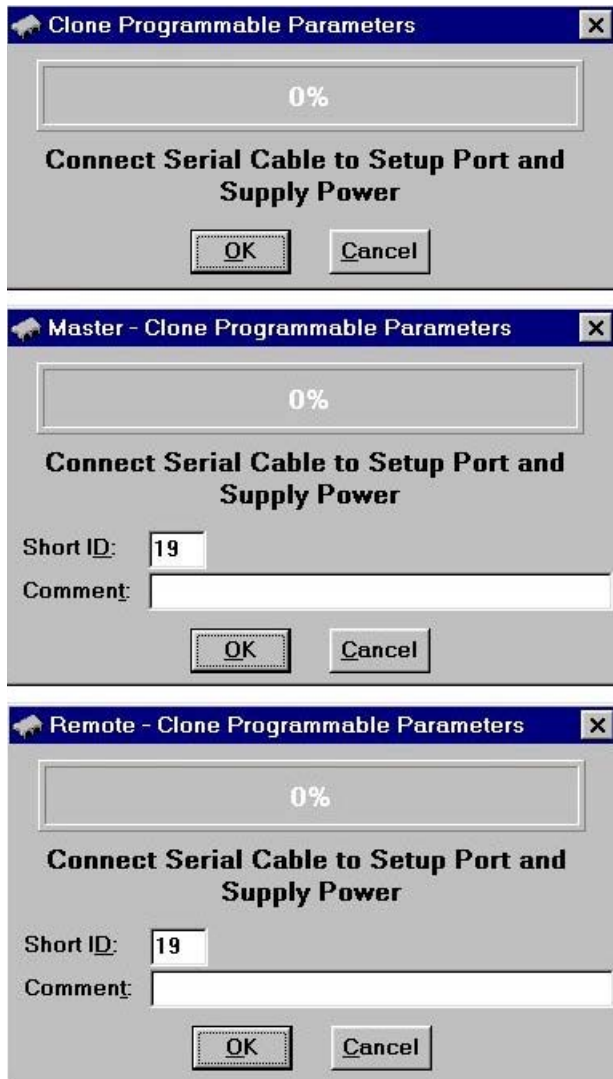 Clone Programmable Parameters
0%
Connect Serial Cable to Setup Port and
Supply Power
OK Cancel
Master - Clone Programmable Parameters
0%
Connect Serial Cable to Setup Port and
Supply Power
Short ID: 19
Comment:
OK Cancel
Remote - Clone Programmable Parameters
0%
Connect Serial Cable to Setup Port and
Supply Power
Short ID: 19
Comment:
OK Cancel